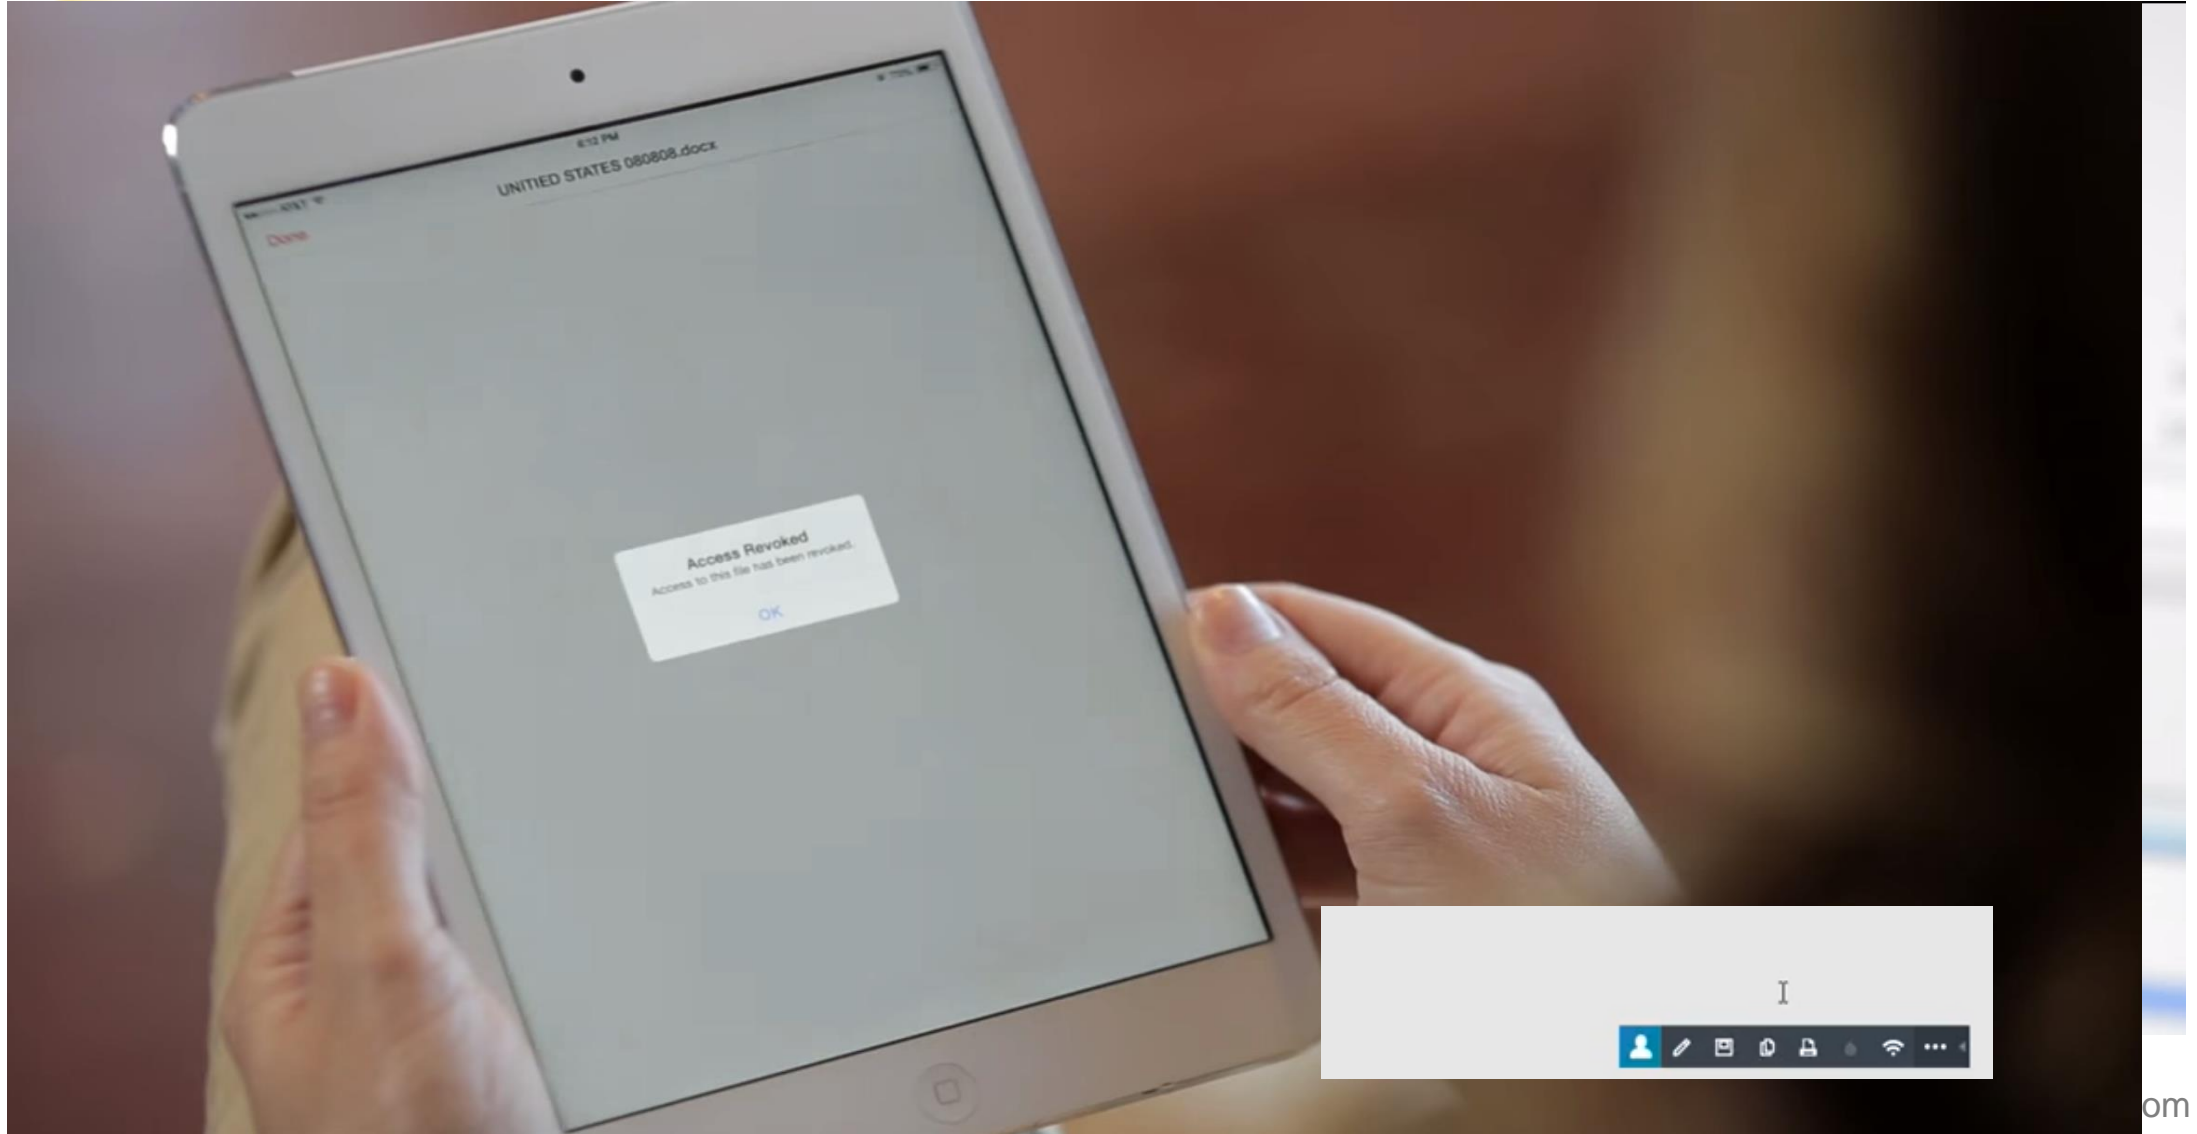 AT&T
6:12 PM
UNITIED STATES 080808.docx
Done
Access Revoked
Access to this file has been revoked.
OK
om